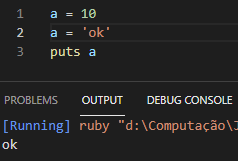 1 a = 10
2 a = 'ok'
3 puts a
PROBLEMS OUTPUT DEBUG CONSOLE
[Running] ruby "d:\Computação\
ok